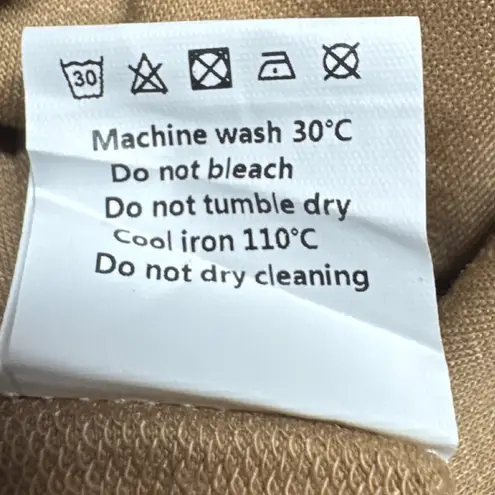 30
Machine wash 30°C
Do not bleach
Do not tumble dry
Cool iron 110°C
Do not dry cleaning